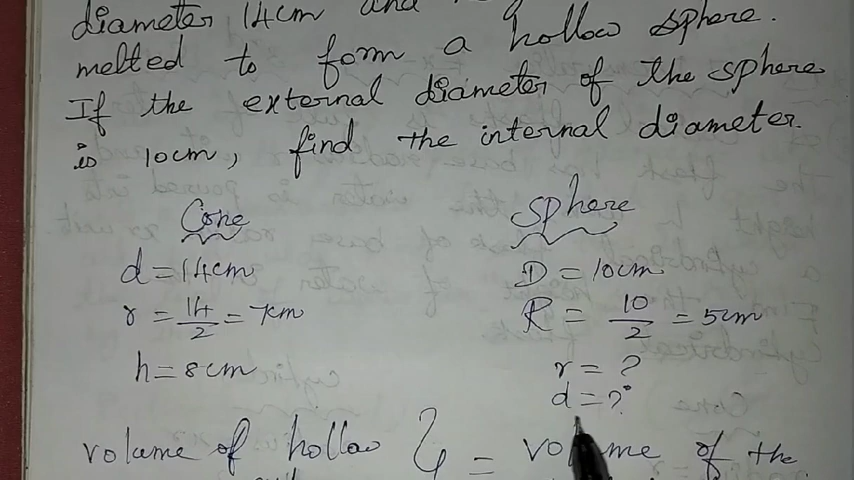 diameter 14cm and
melted to form a hollow sphere.
If the external diameter of the sphere
is 10cm, find the internal diameter.
Cone
Sphere
d = 14cm
D = 10cm
r = 14/2 = 7cm
R = 10/2 = 5cm
h = 8cm
r = ?
d = ?
volume of hollow } = volume of the